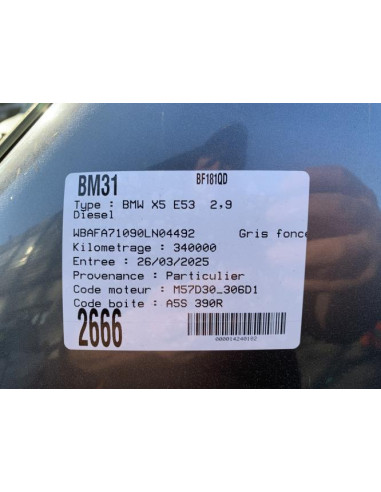 BM31 BF181QD
Type : BMW X5 E53 2,9
Diesel
WBAFA71090LN04492 Gris fonc
Kilometrage : 340000
Entree : 26/03/2025
Provenance : Particulier
Code moteur : M57D30_306D1
Code boite : A5S 390R
2666